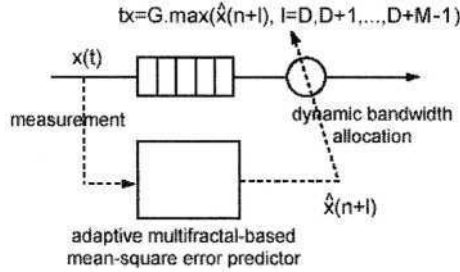 tx=G.max(x̂(n+l), l=D,D+1,...,D+M-1)
x(t)
measurement
dynamic bandwidth
allocation
x̂(n+l)
adaptive multifractal-based
mean-square error predictor